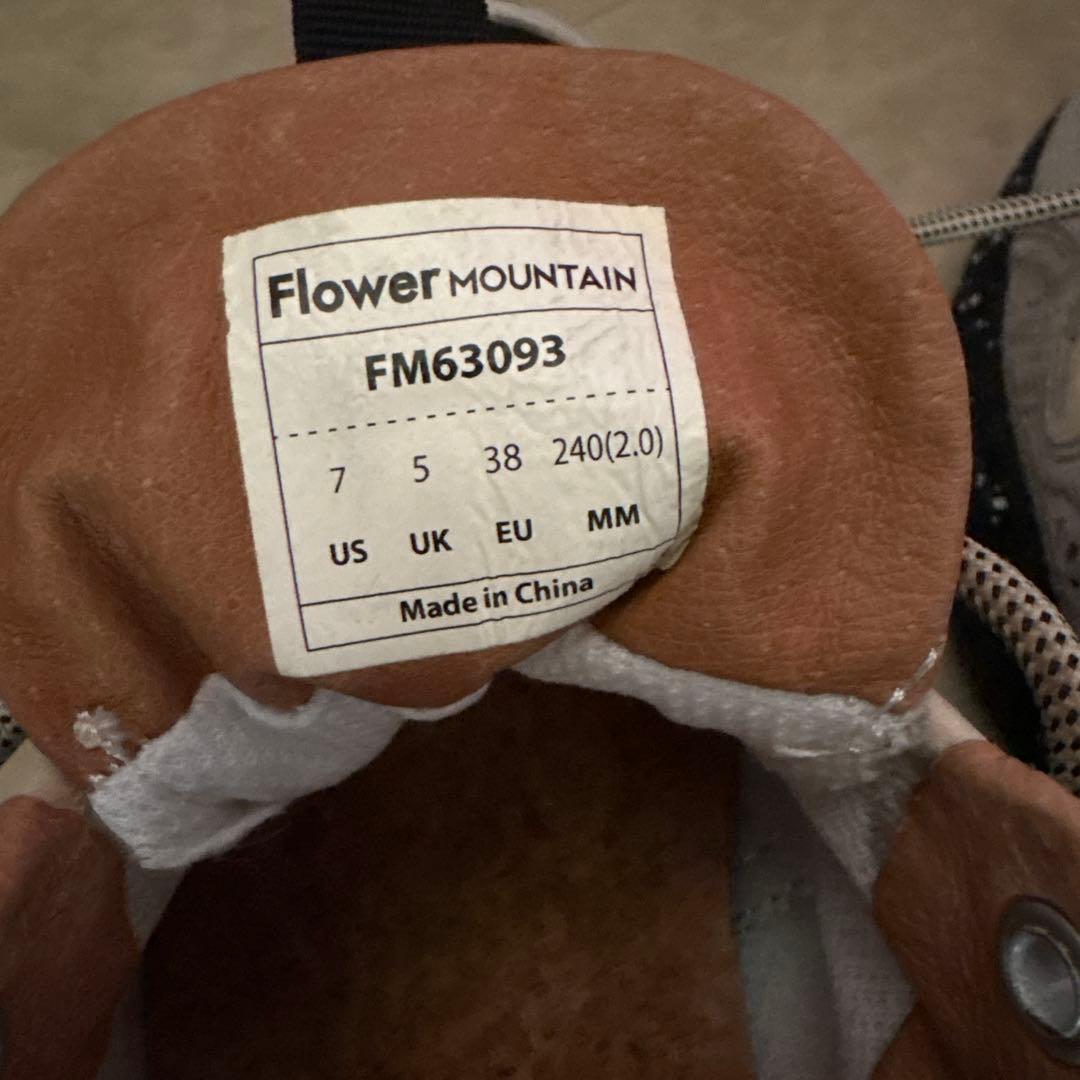 Flower MOUNTAIN
FM63093
7 5 38 240(2.0)
US UK EU MM
Made in China